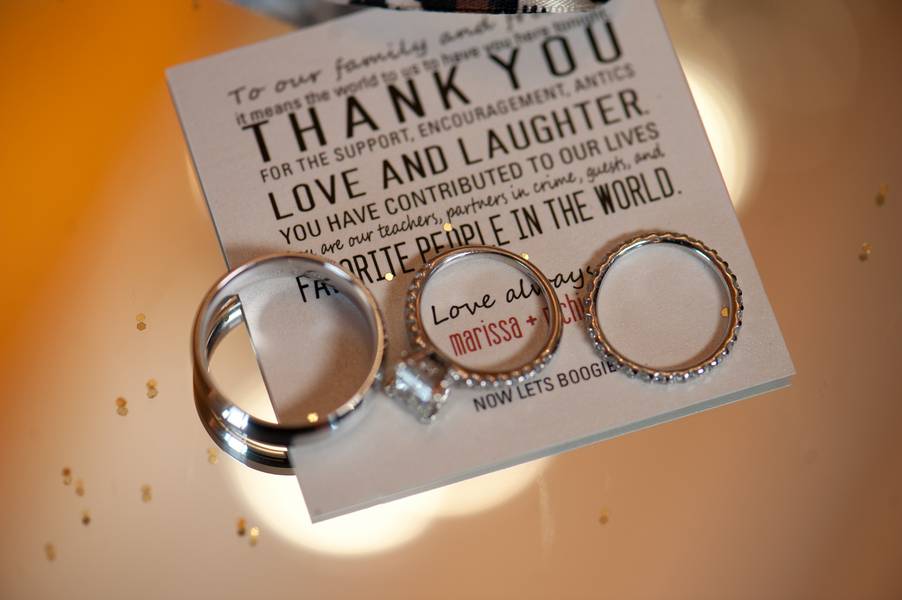 To our family and
it means the world to us to have you here tonight
THANK YOU
FOR THE SUPPORT, ENCOURAGEMENT, ANTICS
LOVE AND LAUGHTER.
YOU HAVE CONTRIBUTED TO OUR LIVES
are our teachers, partners in crime, guests, and
FAVORITE PEOPLE IN THE WORLD.
Love always
marissa +
NOW LETS BOOGIE